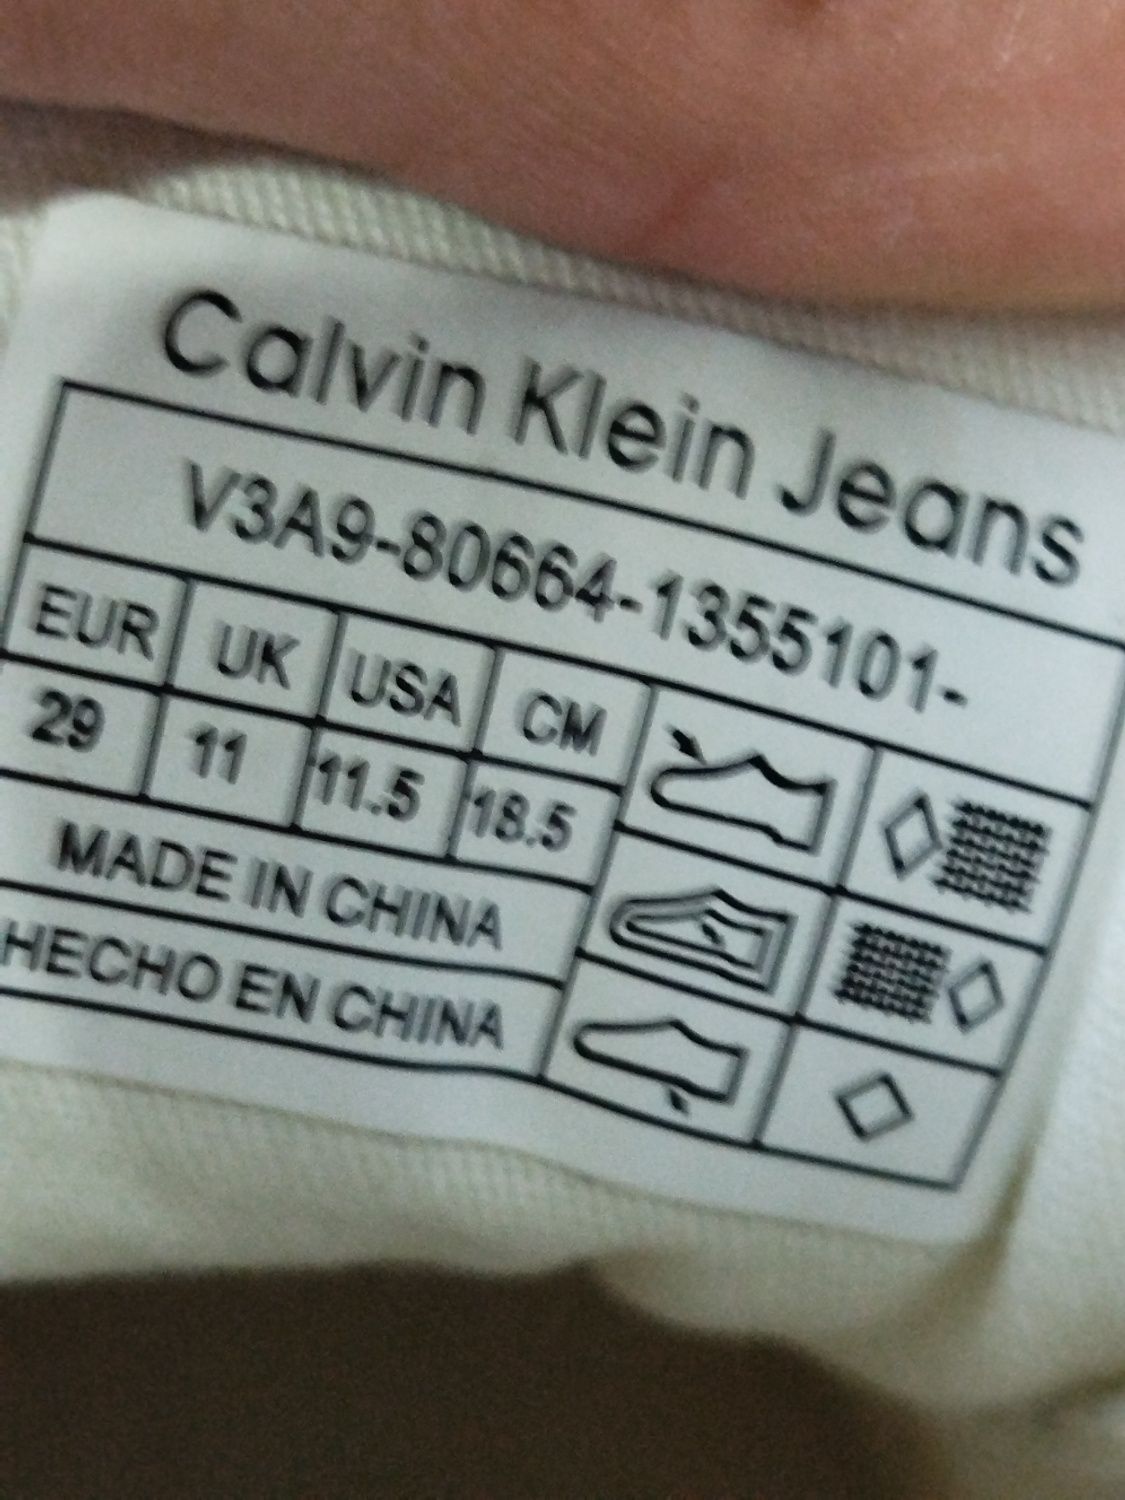 Calvin Klein Jeans
V3A9-80664-1355101-
EUR UK USA CM
29 11 11.5 18.5
MADE IN CHINA
HECHO EN CHINA